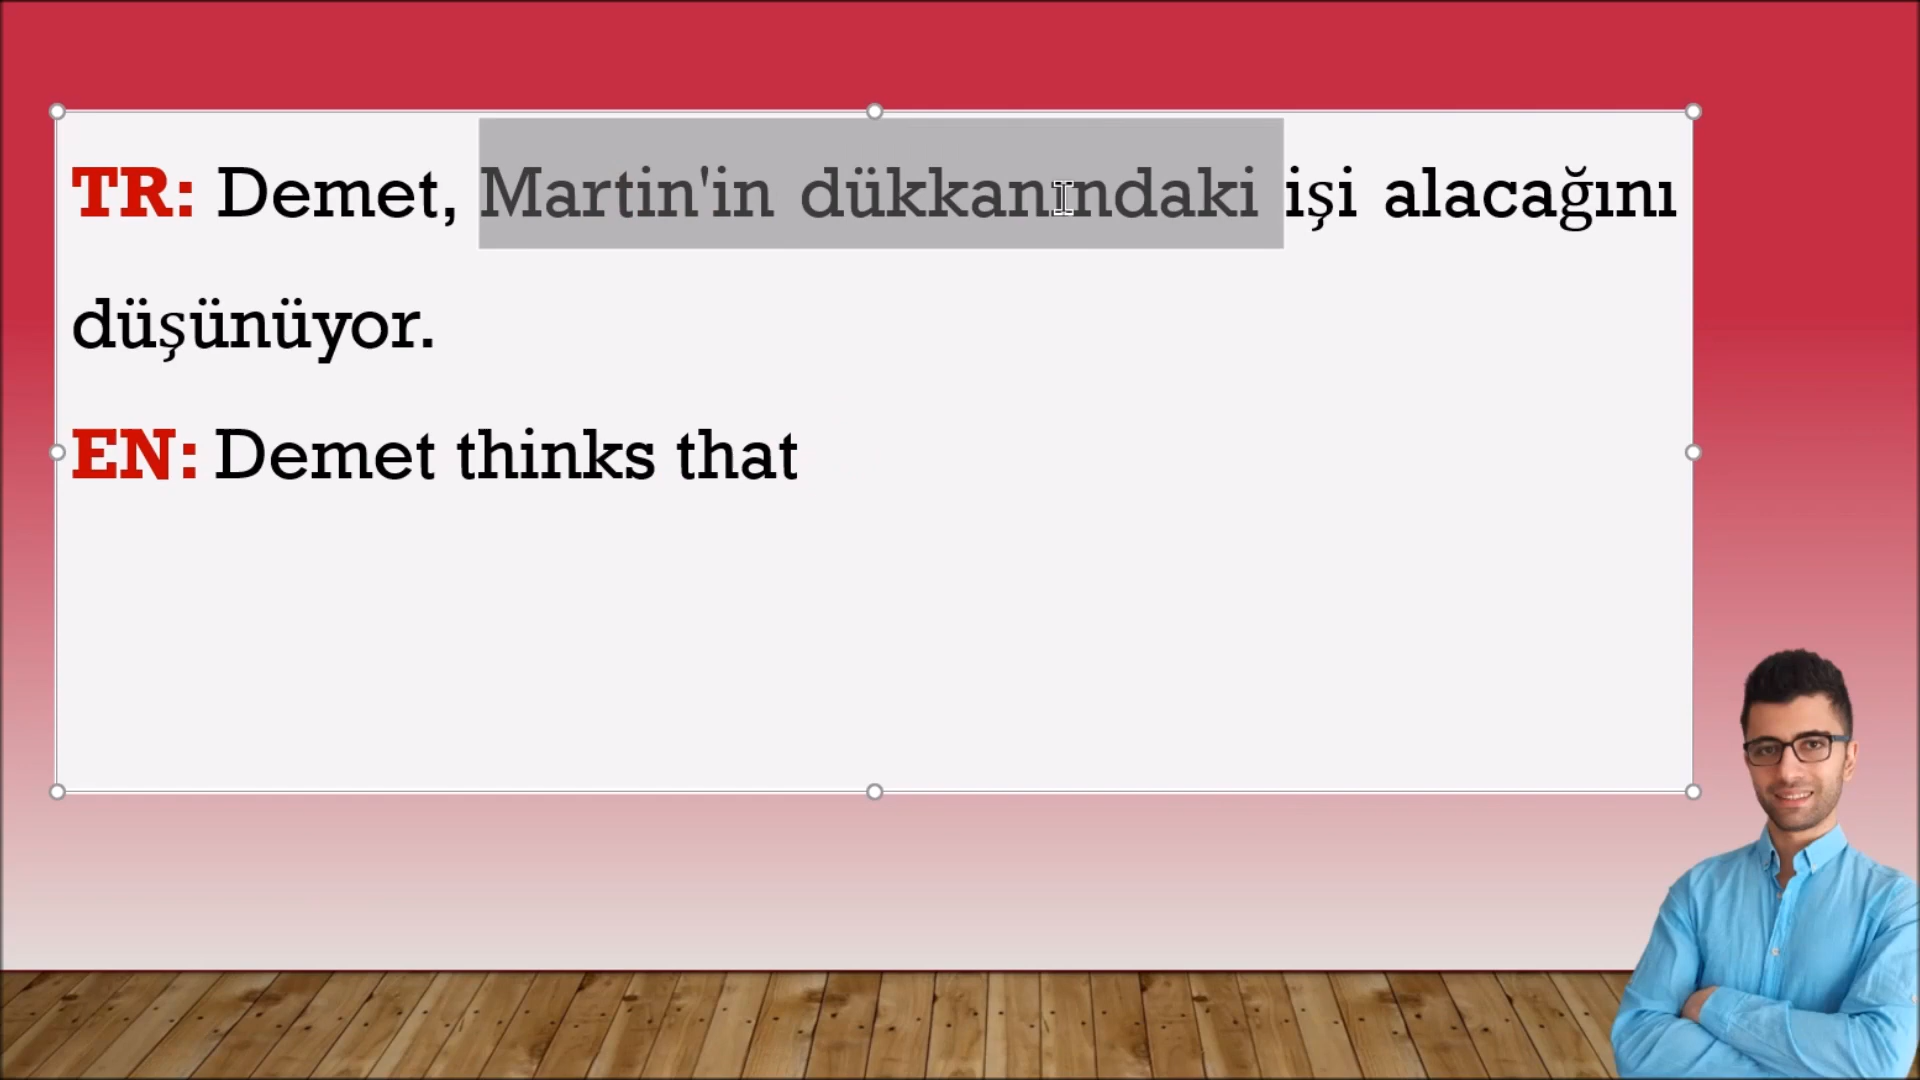 TR: Demet, Martin'in dükkanındaki işi alacağını
düşünüyor.
EN: Demet thinks that